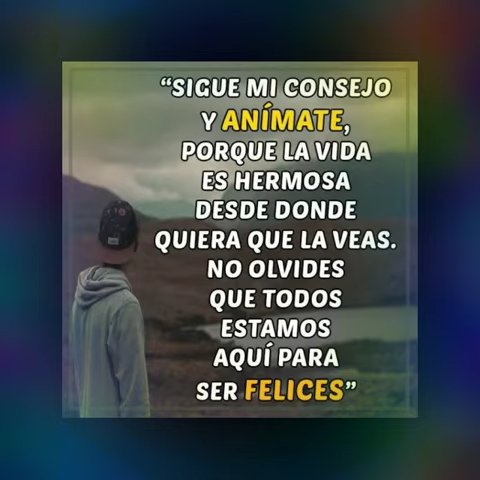 “SIGUE MI CONSEJO
Y ANÍMATE,
PORQUE LA VIDA
ES HERMOSA
DESDE DONDE
QUIERA QUE LA VEAS.
NO OLVIDES
QUE TODOS
ESTAMOS
AQUÍ PARA
SER FELICES”